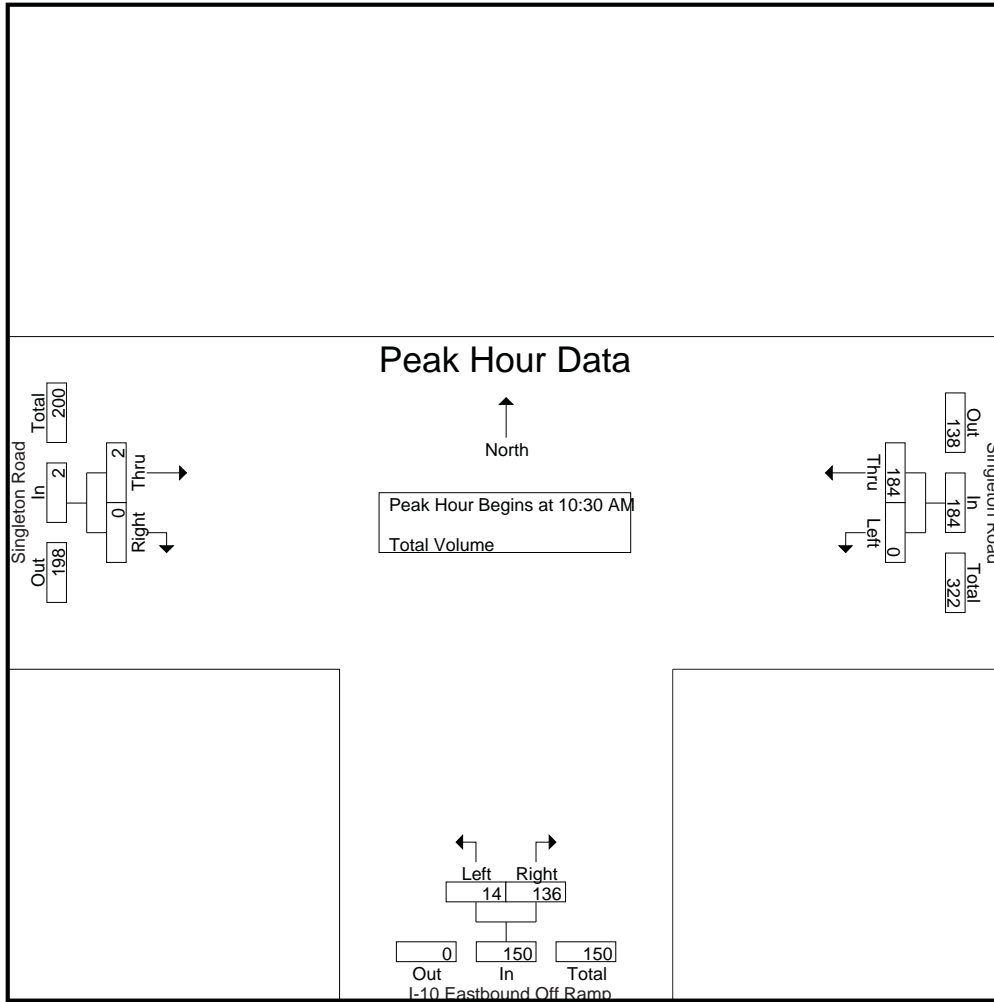 Peak Hour Data
North
Peak Hour Begins at 10:30 AM
Total Volume
Singleton Road
Total
200
In
2
Out
198
Thru
2
Right
0
Singleton Road
Out
138
In
184
Total
322
Thru
184
Left
0
Left Right
14 136
0 150 150
Out In Total
I-10 Eastbound Off Ramp